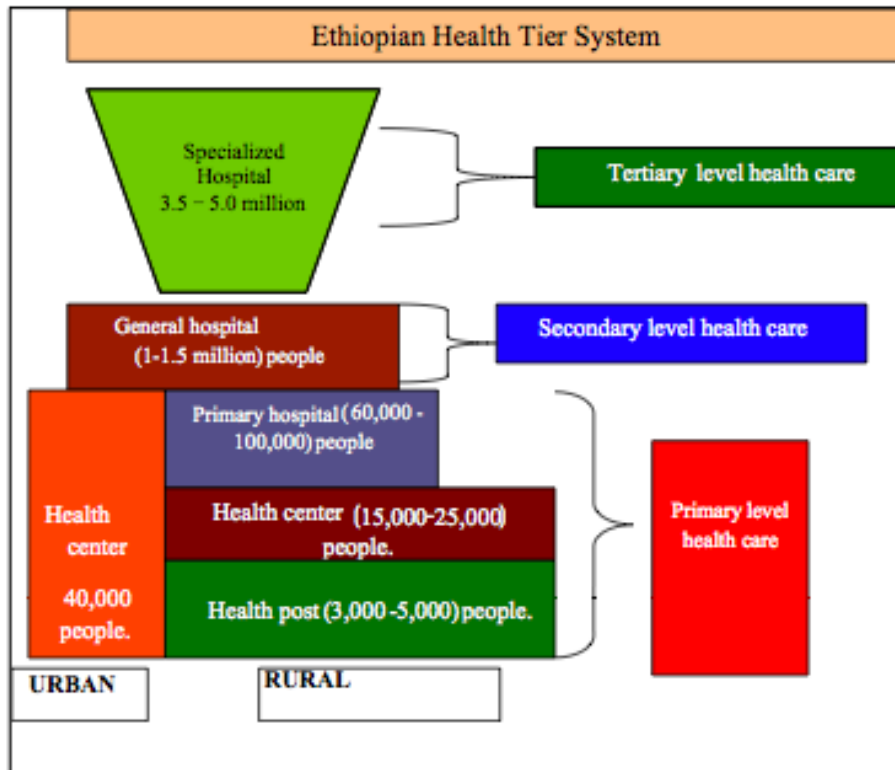 Ethiopian Health Tier System
Specialized
Hospital
3.5 – 5.0 million
Tertiary level health care
General hospital
(1-1.5 million) people
Secondary level health care
Primary hospital (60,000 -
100,000) people
Health
center
40,000
people.
Health center (15,000-25,000)
people.
Health post (3,000 -5,000) people.
Primary level
health care
URBAN
RURAL